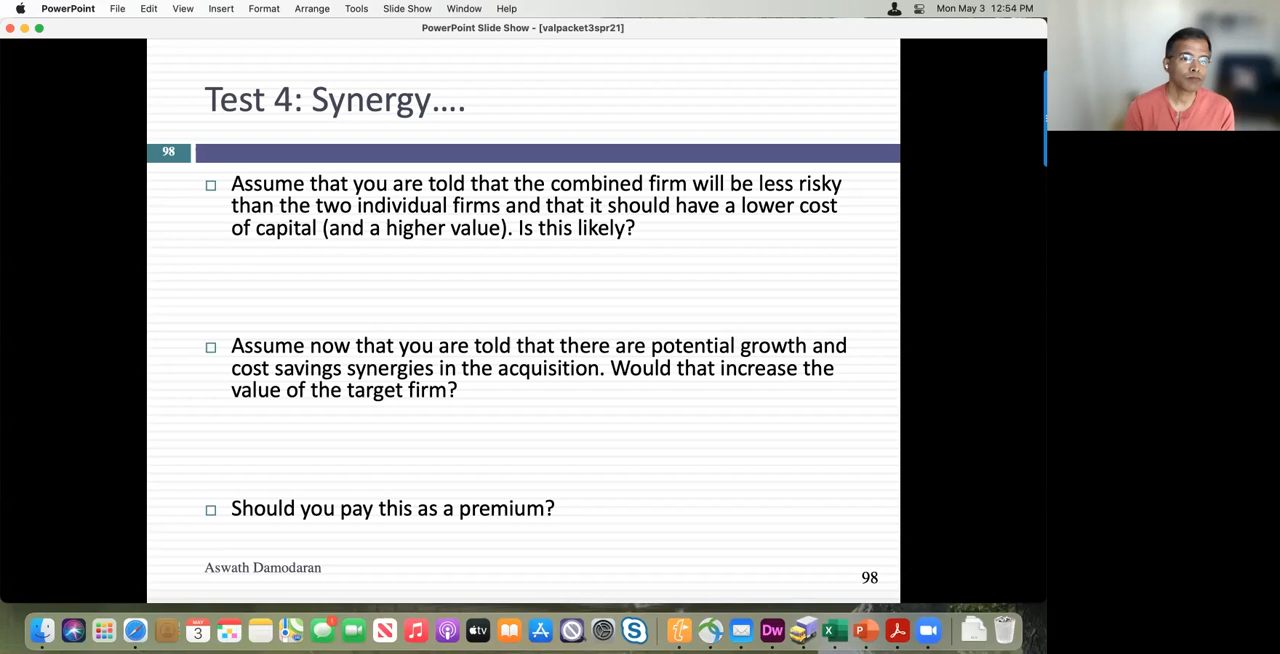 PowerPoint File Edit View Insert Format Arrange Tools Slide Show Window Help Mon May 3 12:54 PM
PowerPoint Slide Show - [valpacket3spr21]
Test 4: Synergy....
98
Assume that you are told that the combined firm will be less risky
than the two individual firms and that it should have a lower cost
of capital (and a higher value). Is this likely?
Assume now that you are told that there are potential growth and
cost savings synergies in the acquisition. Would that increase the
value of the target firm?
Should you pay this as a premium?
Aswath Damodaran
98
MAY
3
tv
Dw